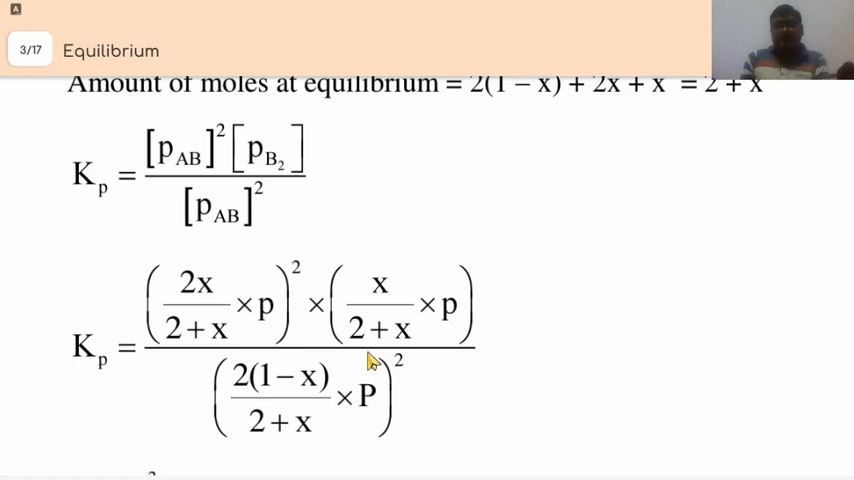 A
3/17 Equilibrium
Amount of moles at equilibrium = 2(1 – x) + 2x + x = 2 + x
K_p = [p_AB]^2 [p_B_2] / [p_AB]^2
K_p = (2x / (2 + x) × p)^2 × (x / (2 + x) × p) / (2(1 – x) / (2 + x) × P)^2